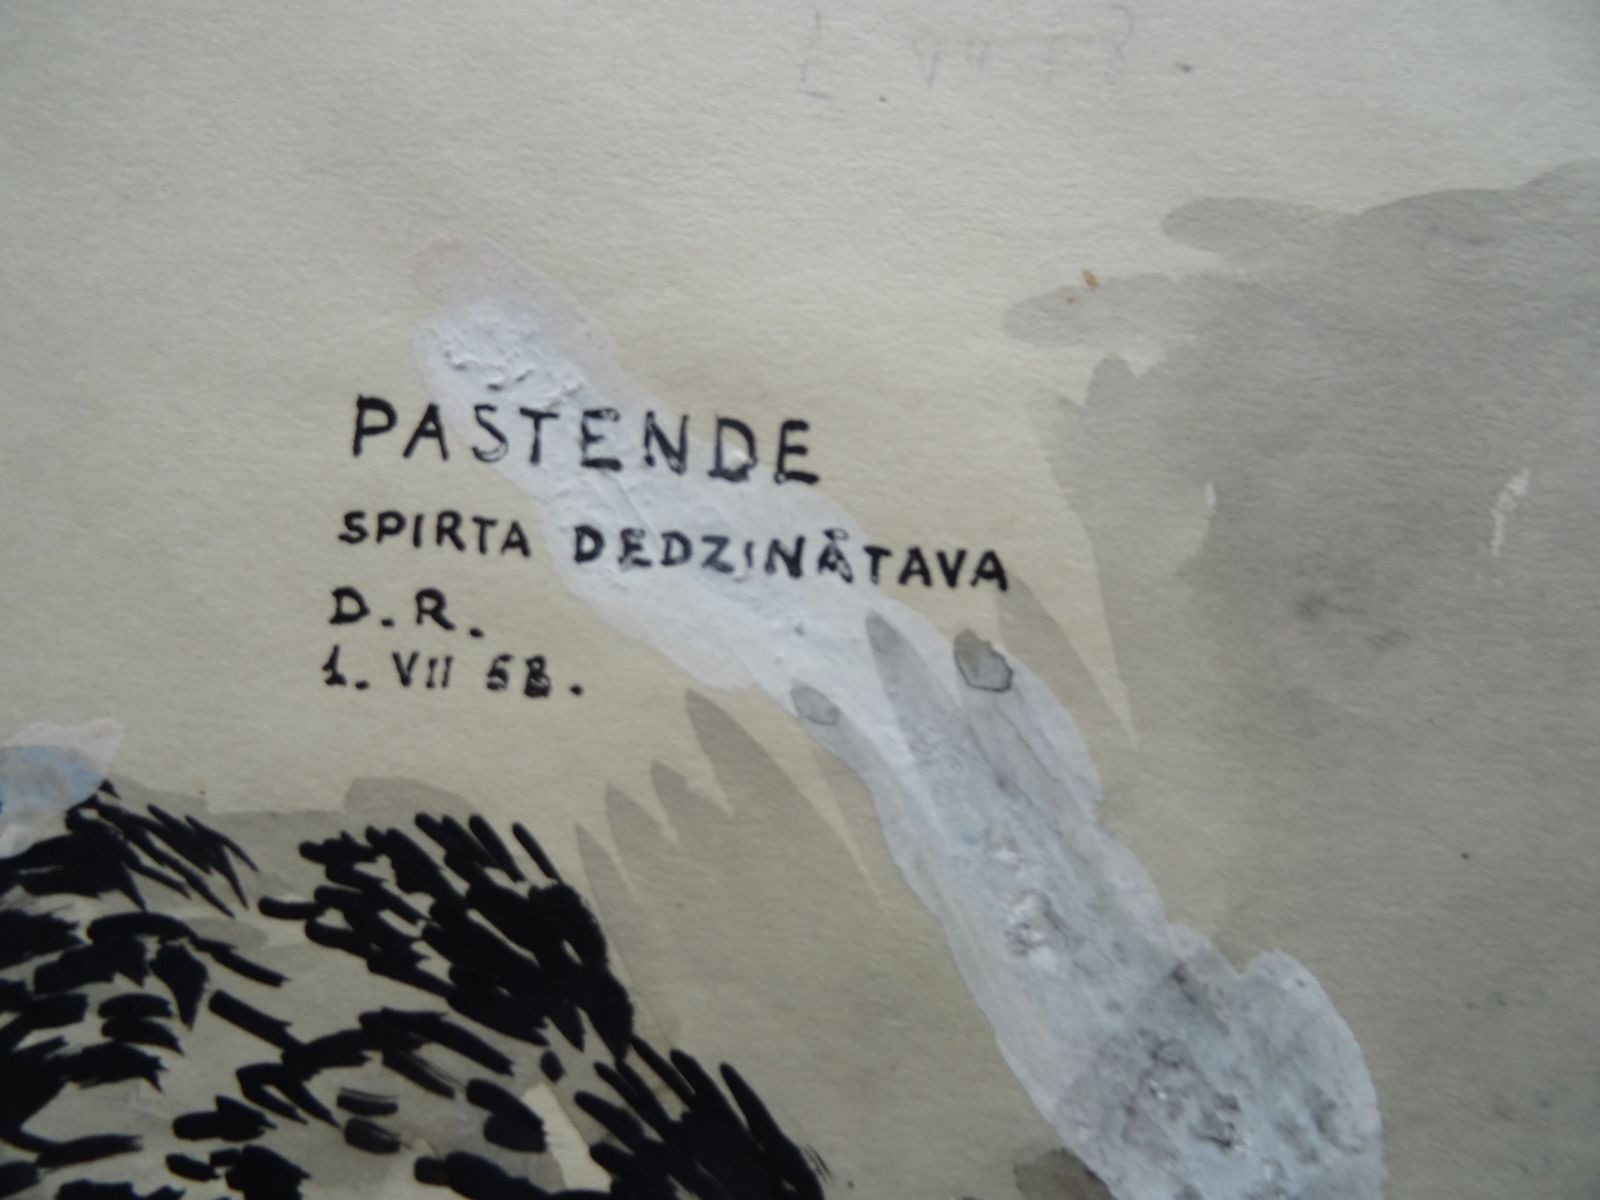 PASTENDE
SPIRTA DEDZINĀTAVA
D. R.
1. VII 58.